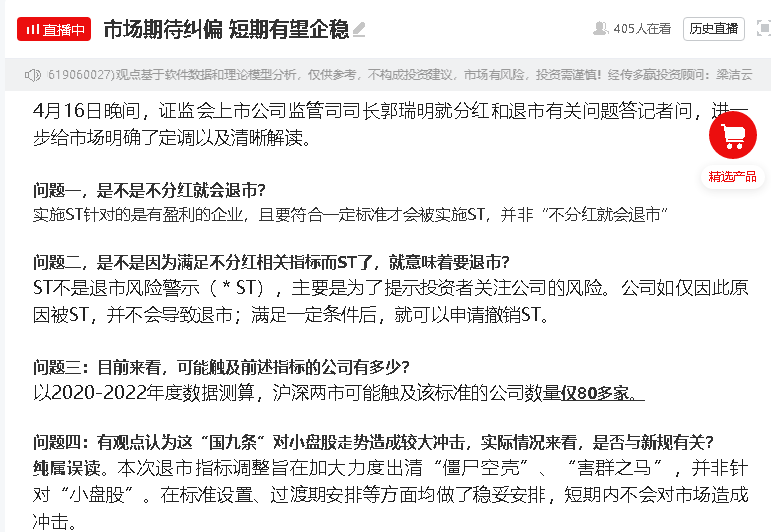 直播中 市场期待纠偏 短期有望企稳 405人在看 历史直播
619060027)观点基于软件数据和理论模型分析，仅供参考，不构成投资建议，市场有风险，投资需谨慎！经传多赢投资顾问：梁洁云
4月16日晚间，证监会上市公司监管司司长郭瑞明就分红和退市有关问题答记者问，进一
步给市场明确了定调以及清晰解读。
精选产品
问题一，是不是不分红就会退市？
实施ST针对的是有盈利的企业，且要符合一定标准才会被实施ST，并非“不分红就会退市”
问题二，是不是因为满足不分红相关指标而ST了，就意味着要退市？
ST不是退市风险警示（*ST），主要是为了提示投资者关注公司的风险。公司如仅因此原
因被ST，并不会导致退市；满足一定条件后，就可以申请撤销ST。
问题三：目前来看，可能触及前述指标的公司有多少？
以2020-2022年度数据测算，沪深两市可能触及该标准的公司数量仅80多家。
问题四：有观点认为这“国九条”对小盘股走势造成较大冲击，实际情况来看，是否与新规有关？
纯属误读。本次退市指标调整旨在加大力度出清“僵尸空壳”、“害群之马”，并非针
对“小盘股”。在标准设置、过渡期安排等方面均做了稳妥安排，短期内不会对市场造成
冲击。